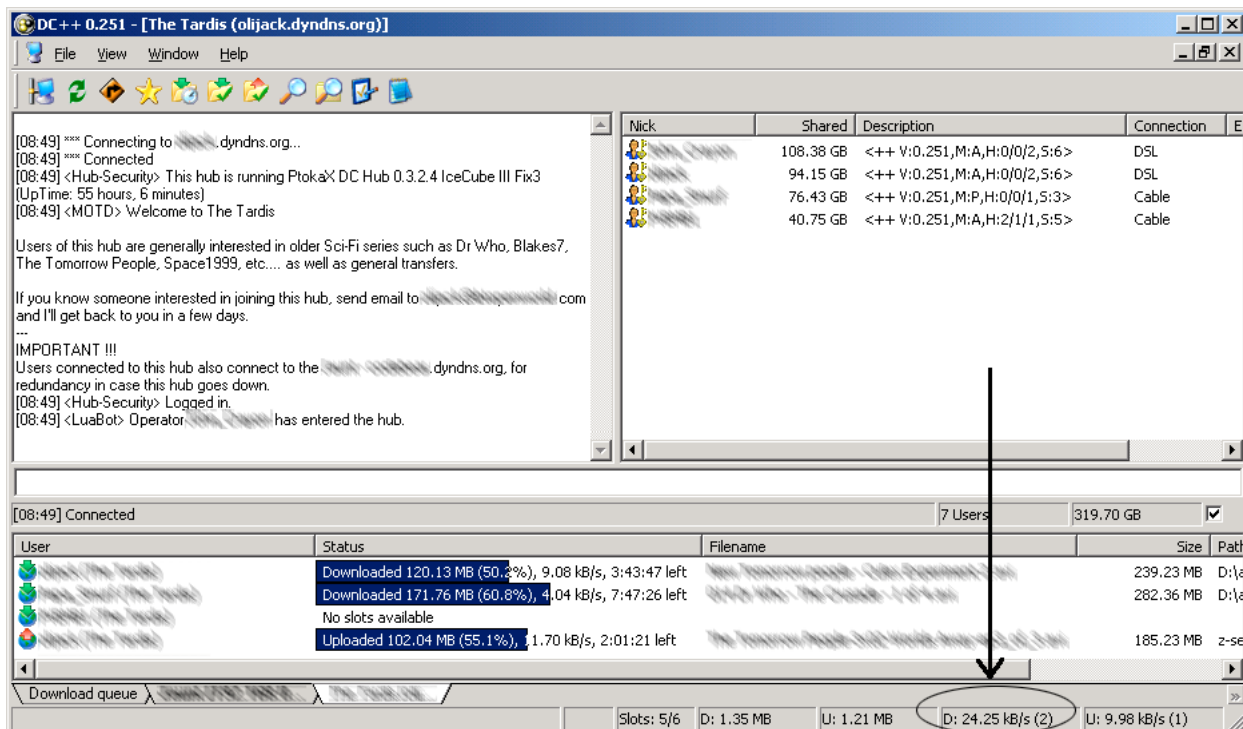 DC++ 0.251 - [The Tardis (olijack.dyndns.org)]
File View Window Help
[08:49] *** Connecting to .dyndns.org...
[08:49] *** Connected
[08:49] <Hub-Security> This hub is running PtokaX DC Hub 0.3.2.4 IceCube III Fix3
(UpTime: 55 hours, 6 minutes)
[08:49] <MOTD> Welcome to The Tardis
Users of this hub are generally interested in older Sci-Fi series such as Dr Who, Blakes7,
The Tomorrow People, Space1999, etc.... as well as general transfers.
If you know someone interested in joining this hub, send email to com
and I'll get back to you in a few days.
---
IMPORTANT !!!
Users connected to this hub also connect to the .dyndns.org, for
redundancy in case this hub goes down.
[08:49] <Hub-Security> Logged in.
[08:49] <LuaBot> Operator has entered the hub.
Nick Shared Description Connection E
108.38 GB <++ V:0.251,M:A,H:0/0/2,S:6> DSL
94.15 GB <++ V:0.251,M:A,H:0/0/2,S:6> DSL
76.43 GB <++ V:0.251,M:P,H:0/0/1,S:3> Cable
40.75 GB <++ V:0.251,M:A,H:2/1/1,S:5> Cable
[08:49] Connected 7 Users 319.70 GB
User Status Filename Size Path
Downloaded 120.13 MB (50.2%), 9.08 kB/s, 3:43:47 left 239.23 MB D:\a
Downloaded 171.76 MB (60.8%), 4.04 kB/s, 7:47:26 left 282.36 MB D:\a
No slots available
Uploaded 102.04 MB (55.1%), 11.70 kB/s, 2:01:21 left 185.23 MB z-se
Download queue
Slots: 5/6 D: 1.35 MB U: 1.21 MB D: 24.25 kB/s (2) U: 9.98 kB/s (1)